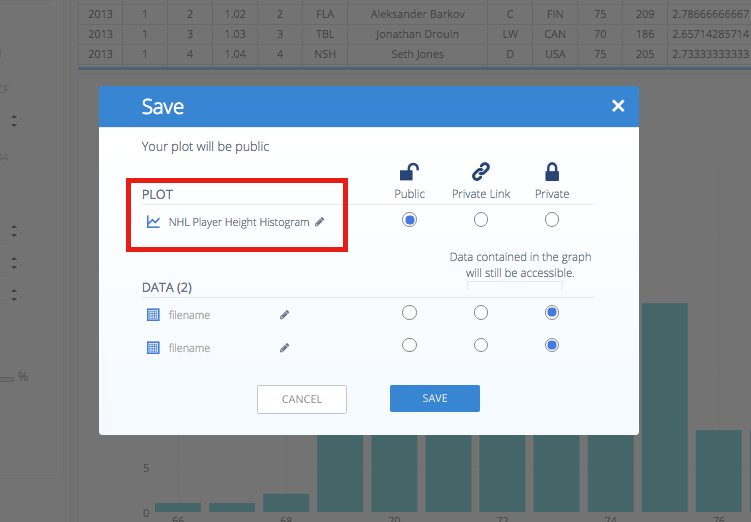 2013 1 2 1.02 2 FLA Aleksander Barkov C FIN 75 209 2.78666666667
2013 1 3 1.03 3 TBL Jonathan Drouin LW CAN 70 186 2.65714285714
2013 1 4 1.04 4 NSH Seth Jones D USA 75 205 2.73333333333
CF
44
%
Save ×
Your plot will be public
PLOT Public Private Link Private
NHL Player Height Histogram
Data contained in the graph
will still be accessible.
DATA (2)
filename
filename
CANCEL SAVE
5
0
66 68 70 72 74 76